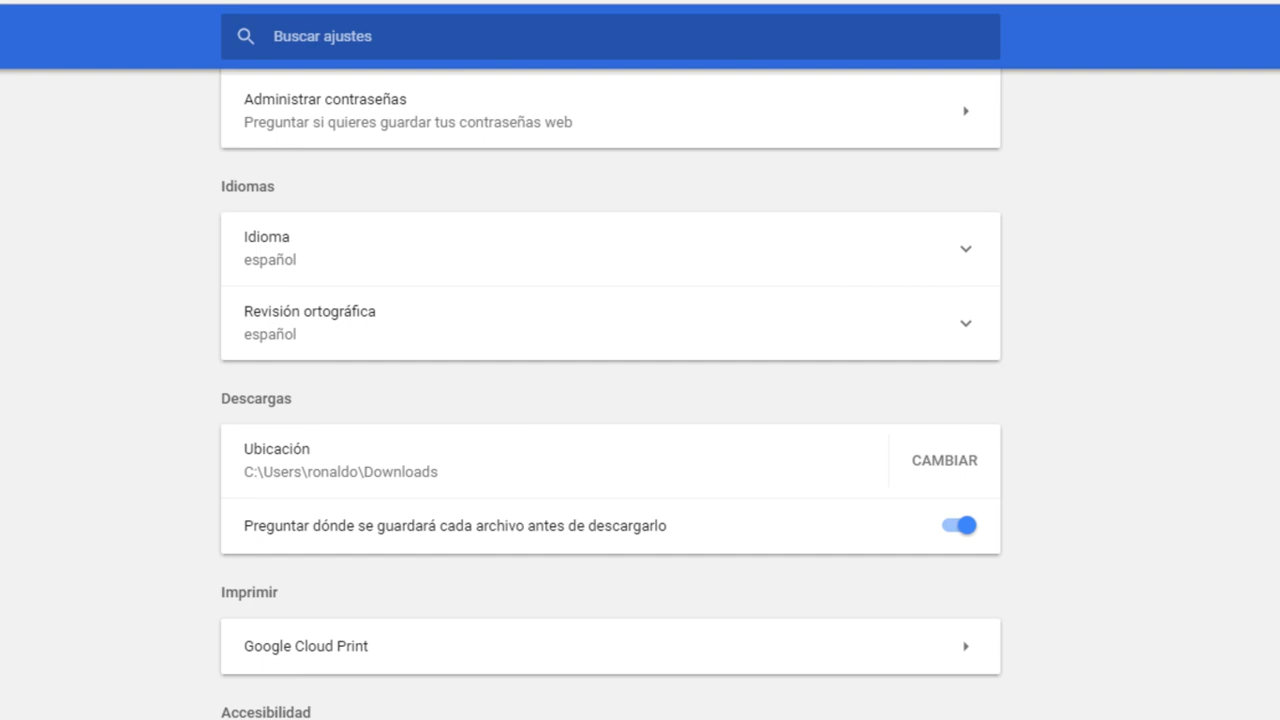 Buscar ajustes
Administrar contraseñas
Preguntar si quieres guardar tus contraseñas web
Idiomas
Idioma
español
Revisión ortográfica
español
Descargas
Ubicación
C:\Users\ronaldo\Downloads
CAMBIAR
Preguntar dónde se guardará cada archivo antes de descargarlo
Imprimir
Google Cloud Print
Accesibilidad